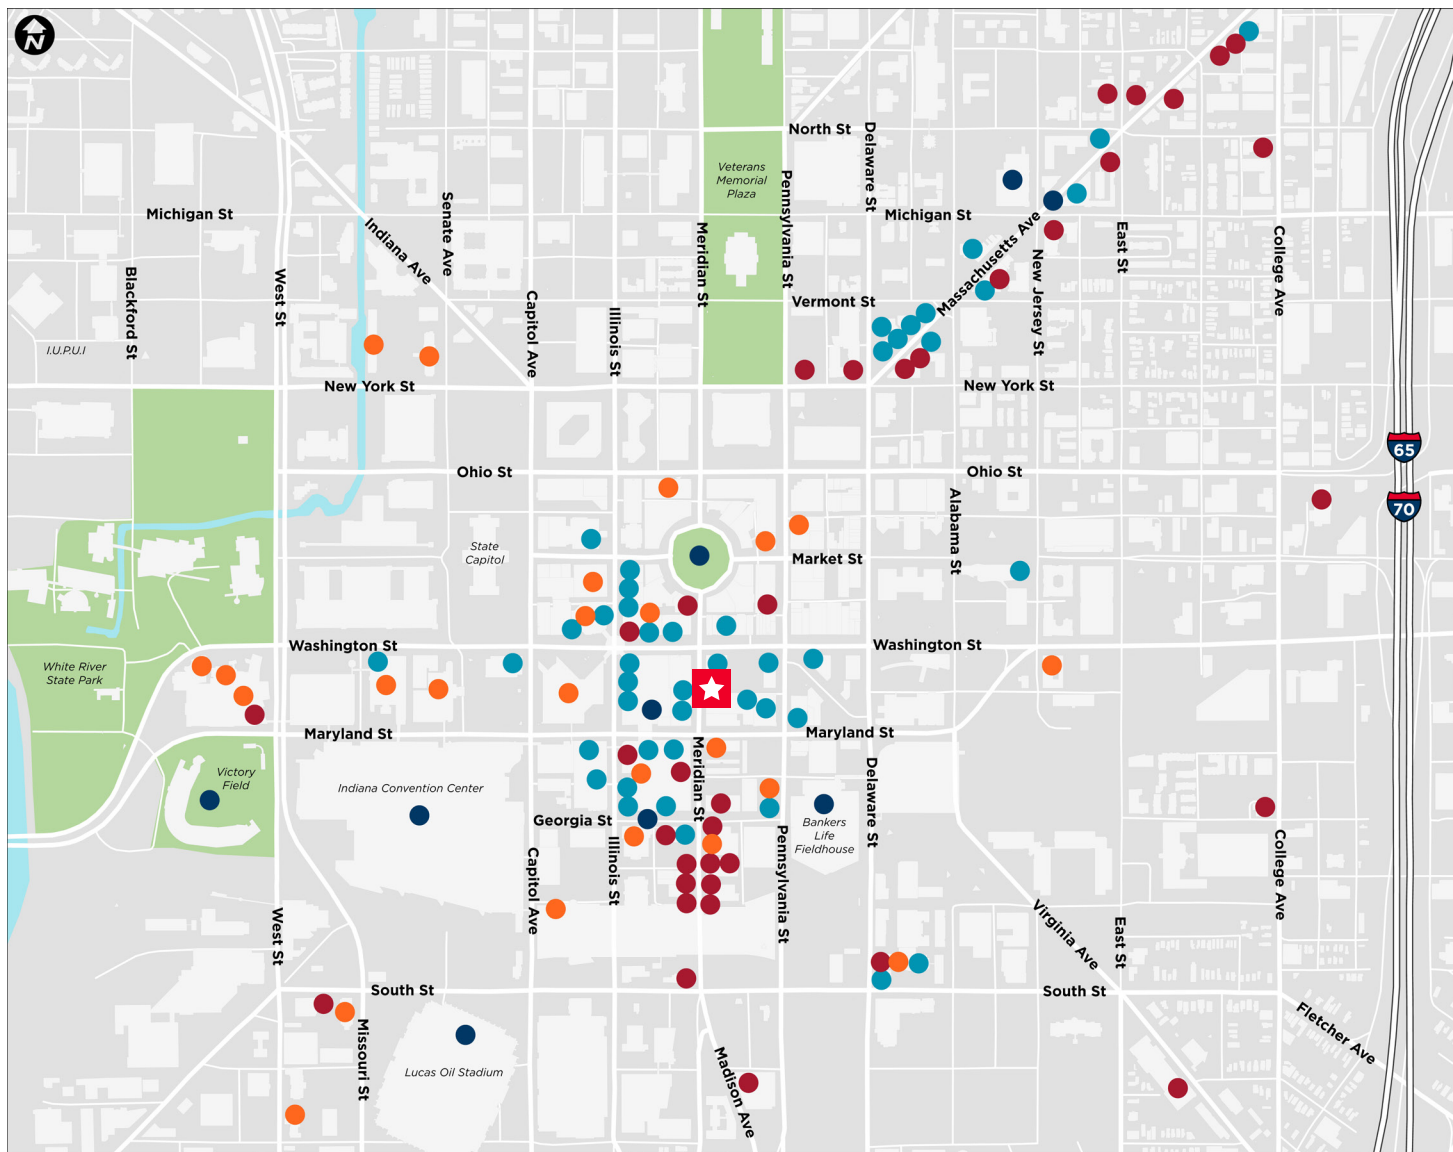 N
North St
Delaware St
Veterans
Memorial
Plaza
Pennsylvania St
Michigan St
Senate Ave
Michigan St
Indiana Ave
Massachusetts Ave
Meridian St
East St
College Ave
New Jersey St
Blackford St
West St
Capitol Ave
Illinois St
Vermont St
I.U.P.U.I
New York St
New York St
65
Ohio St
Ohio St
70
Alabama St
State
Capitol
Market St
Washington St
Washington St
White River
State Park
Maryland St
Maryland St
Meridian St
Delaware St
Victory
Field
Indiana Convention Center
Georgia St
Bankers
Life
Fieldhouse
Pennsylvania St
Illinois St
Capitol Ave
College Ave
West St
Virginia Ave
East St
South St
South St
Missouri St
Fletcher Ave
Lucas Oil Stadium
Madison Ave